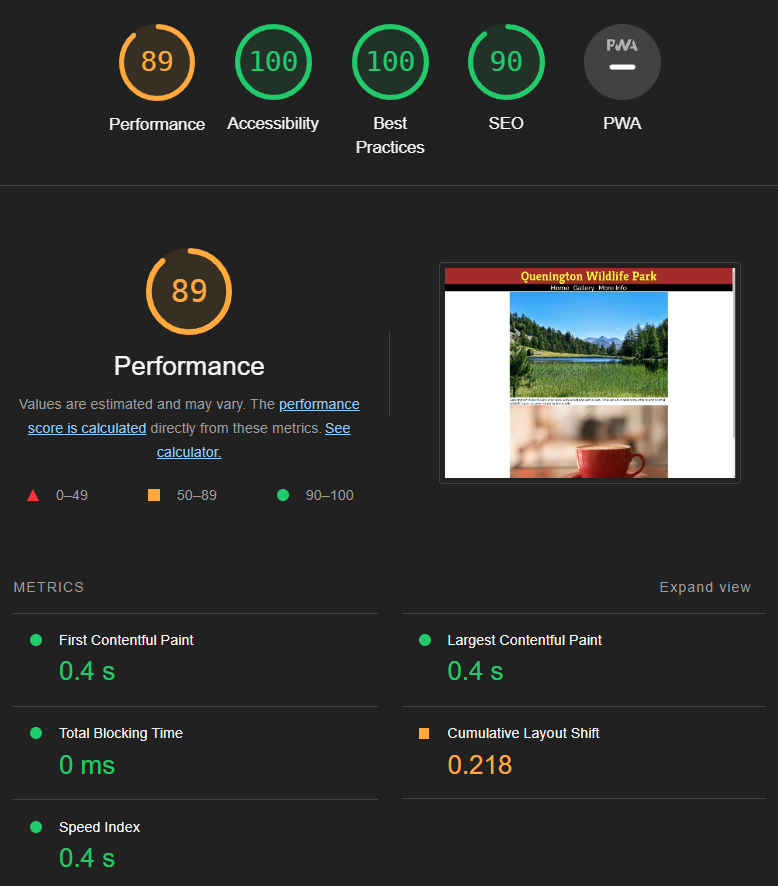 89
100
100
90
PWA
Performance
Accessibility
Best
Practices
SEO
PWA
89
Performance
Values are estimated and may vary. The performance
score is calculated directly from these metrics. See
calculator.
0–49
50–89
90–100
Quenington Wildlife Park
Home Gallery More Info
METRICS
Expand view
First Contentful Paint
0.4 s
Largest Contentful Paint
0.4 s
Total Blocking Time
0 ms
Cumulative Layout Shift
0.218
Speed Index
0.4 s